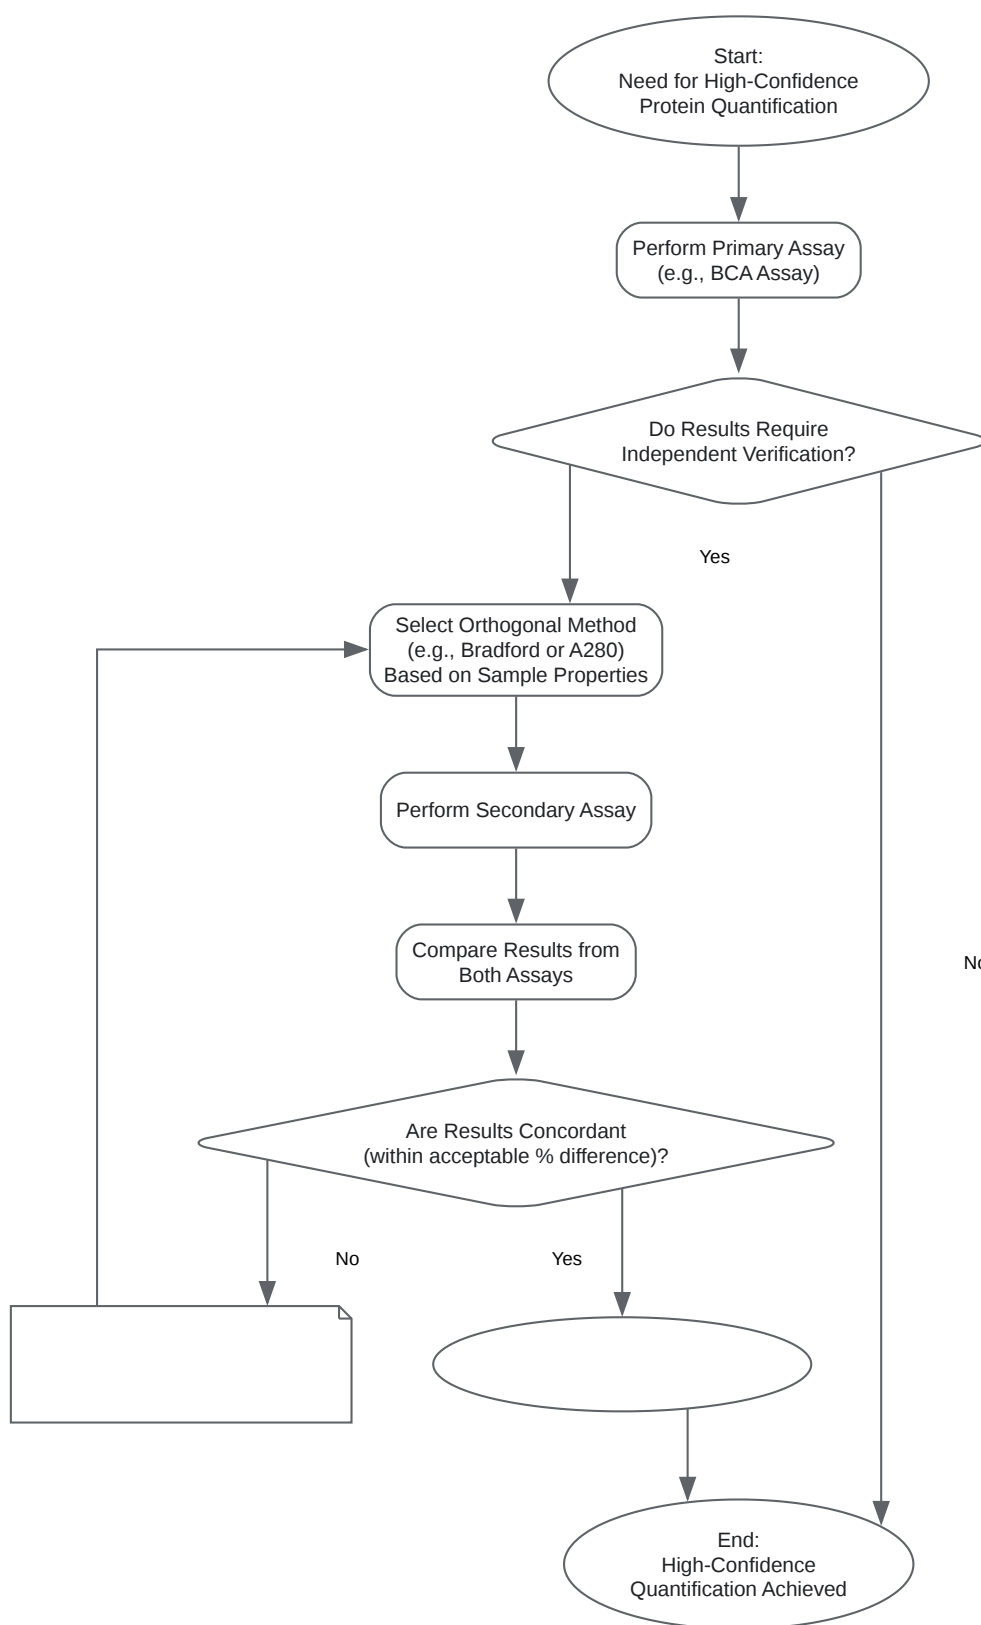 Start:
Need for High-Confidence
Protein Quantification
Perform Primary Assay
(e.g., BCA Assay)
Do Results Require
Independent Verification?
Yes
Select Orthogonal Method
(e.g., Bradford or A280)
Based on Sample Properties
Perform Secondary Assay
Compare Results from
Both Assays
No
Are Results Concordant
(within acceptable % difference)?
No
Yes
End:
High-Confidence
Quantification Achieved